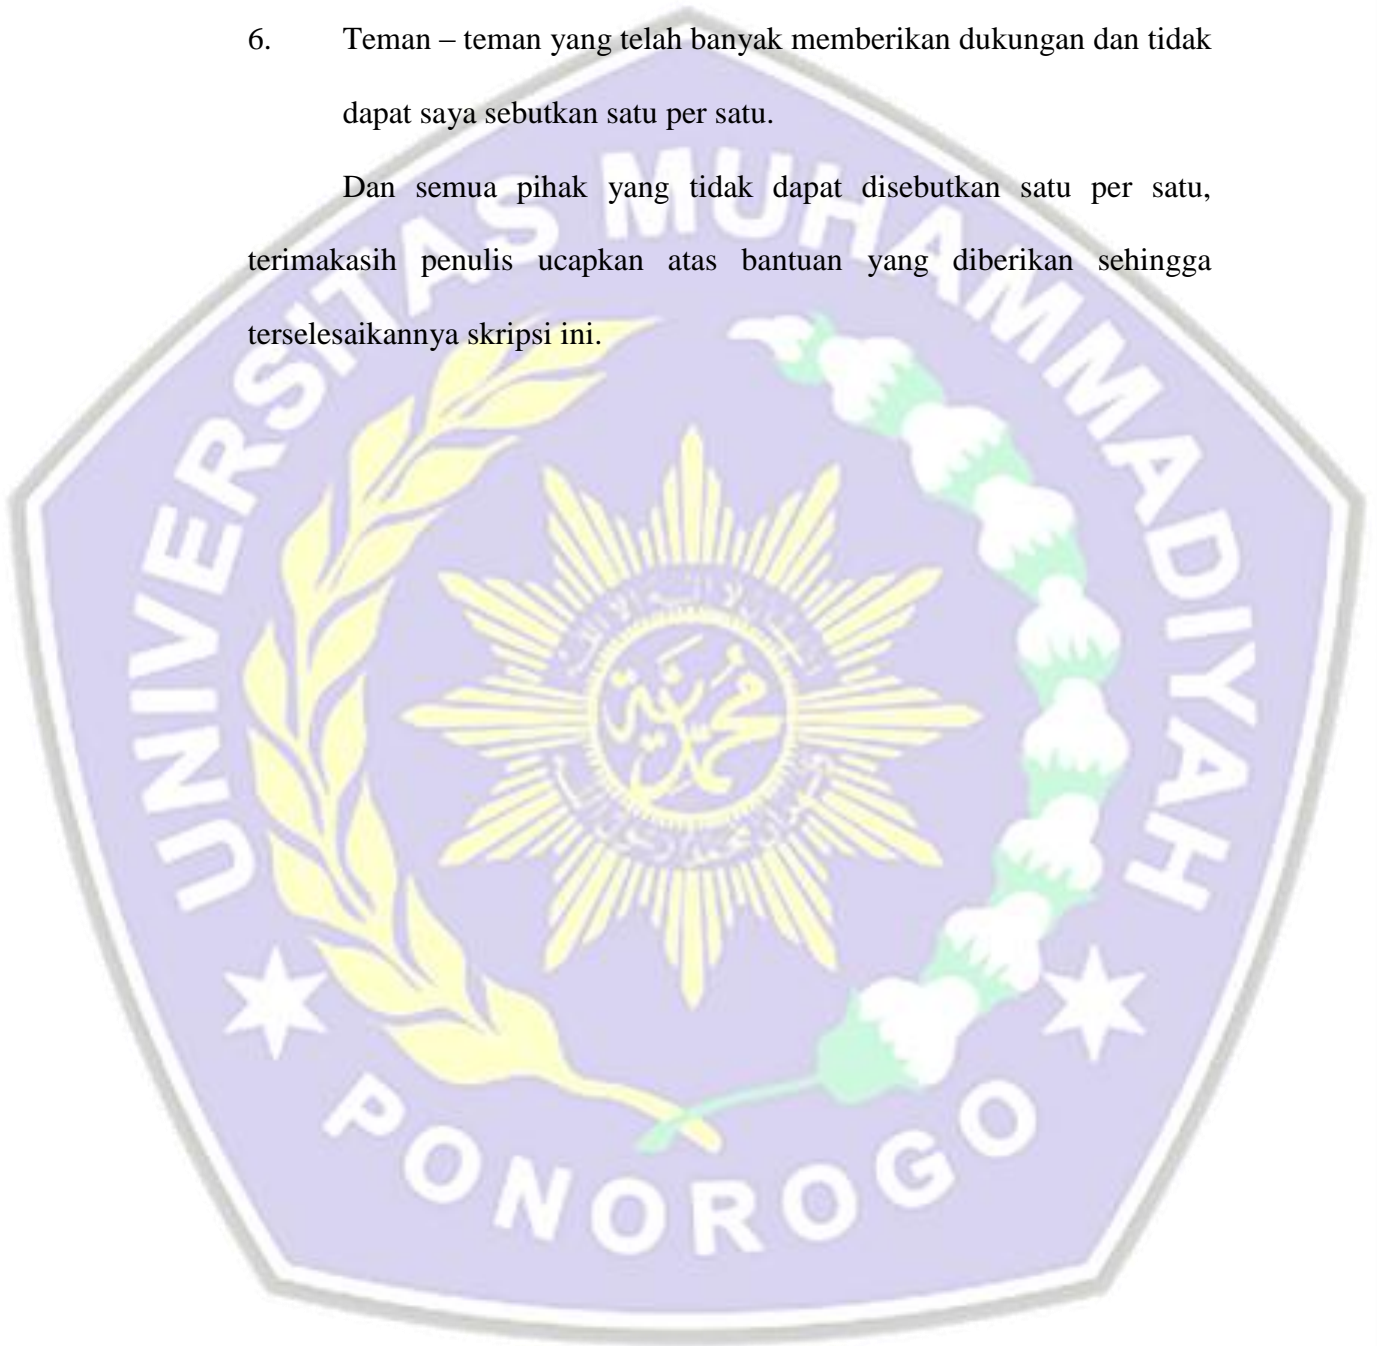 6. Teman – teman yang telah banyak memberikan dukungan dan tidak
dapat saya sebutkan satu per satu.
Dan semua pihak yang tidak dapat disebutkan satu per satu,
terimakasih penulis ucapkan atas bantuan yang diberikan sehingga
terselesaikannya skripsi ini.
UNIVERSITAS MUHAMMADIYAH
محمدية
PONOROGO